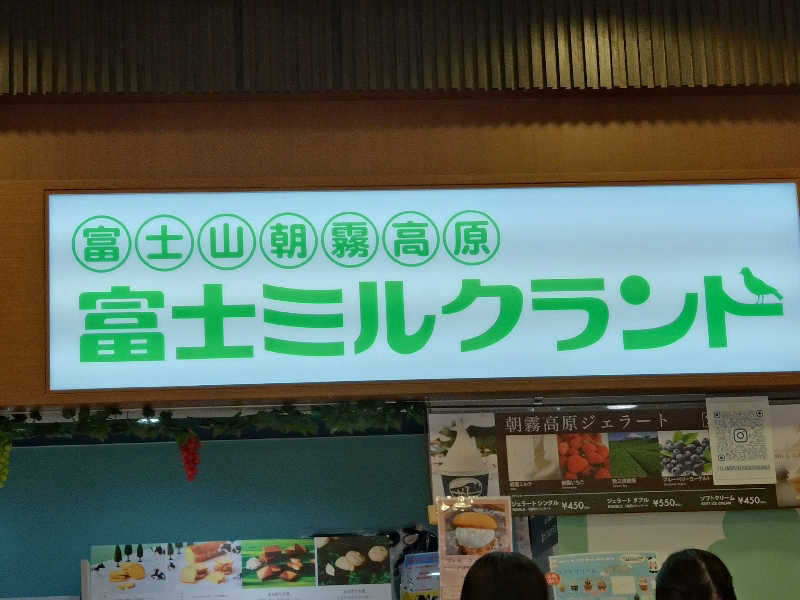 富士山朝霧高原
富士ミルクランド
朝霧高原ジェラート
ジェラート シングル ¥450
ジェラート ダブル ¥550
ソフトクリーム ¥450